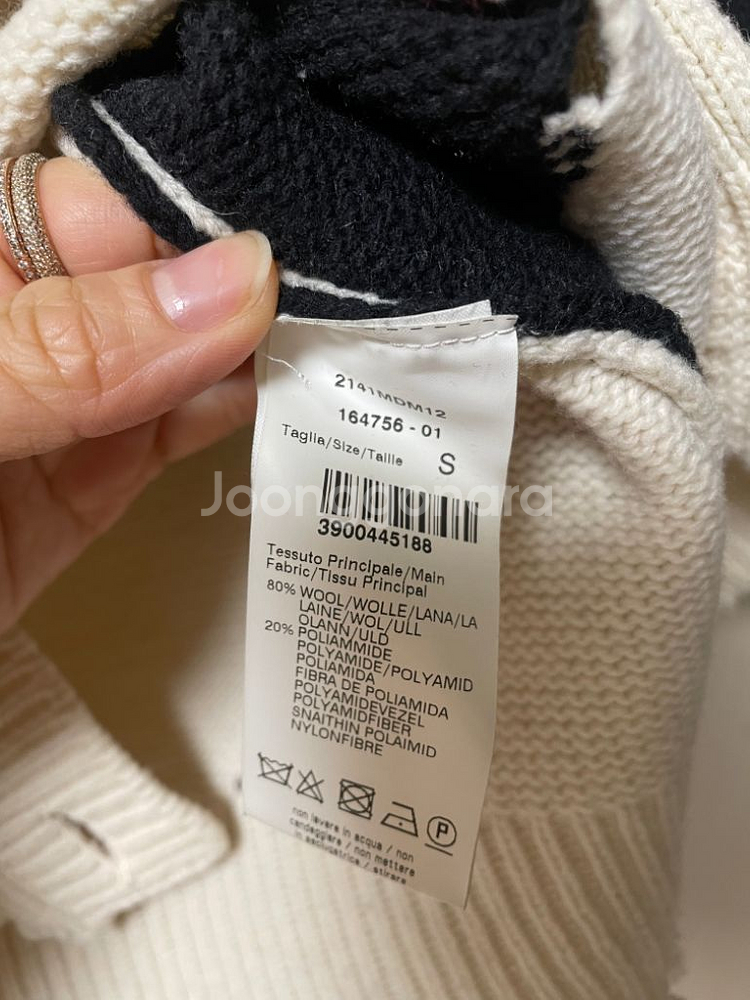 2141MDM12
164756-01
Taglia/Size/Taille S
Joonggonara
3900445188
Tessuto Principale/Main
Fabric/Tissu Principal
80% WOOL/WOLLE/LANA/LA
LAINE/WOL/ULL
OLANN/ULD
20% POLIAMMIDE
POLYAMIDE/POLYAMID
POLIAMIDA
FIBRA DE POLIAMIDA
POLYAMIDEVEZEL
POLYAMIDFIBER
SNAITHIN POLAIMID
NYLONFIBRE
P
non lavare in acqua / non
candeggiare / non mettere
in asciugatrice / stirare